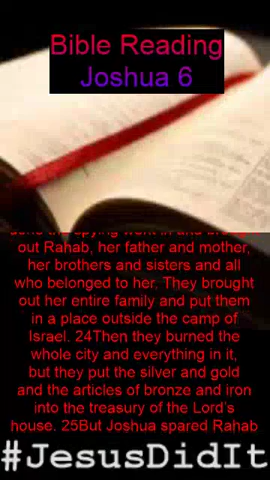 Bible Reading
Joshua 6
out Rahab, her father and mother,
her brothers and sisters and all
who belonged to her. They brought
out her entire family and put them
in a place outside the camp of
Israel. 24Then they burned the
whole city and everything in it,
but they put the silver and gold
and the articles of bronze and iron
into the treasury of the Lord's
house. 25But Joshua spared Rahab
#JesusDidIt